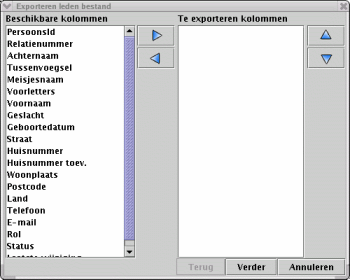 Exporteren leden bestand
Beschikbare kolommen
Te exporteren kolommen
PersoonsId
Relatienummer
Achternaam
Tussenvoegsel
Meisjesnaam
Voorletters
Voornaam
Geslacht
Geboortedatum
Straat
Huisnummer
Huisnummer toev.
Woonplaats
Postcode
Land
Telefoon
E-mail
Rol
Status
Terug
Verder
Annuleren